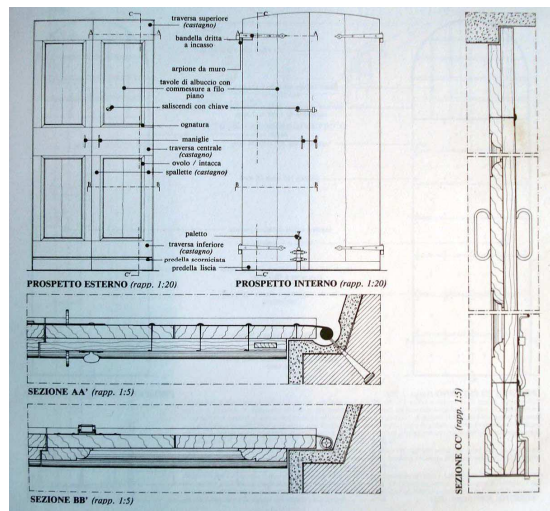 C
C
traversa superiore
(castagno)
A
A
A
A
bandella dritta
a incasso
arpione da muro
tavole di albuccio con
commessure a filo
piano
saliscendi con chiave
ognatura
maniglie
traversa centrale
(castagno)
ovolo / intacca
B
B
B
B
spallette (castagno)
paletto
traversa inferiore
(castagno)
predella scorniciata
predella liscia
C'
C'
PROSPETTO ESTERNO (rapp. 1:20)
PROSPETTO INTERNO (rapp. 1:20)
SEZIONE AA' (rapp. 1:5)
SEZIONE BB' (rapp. 1:5)
SEZIONE CC' (rapp. 1:5)